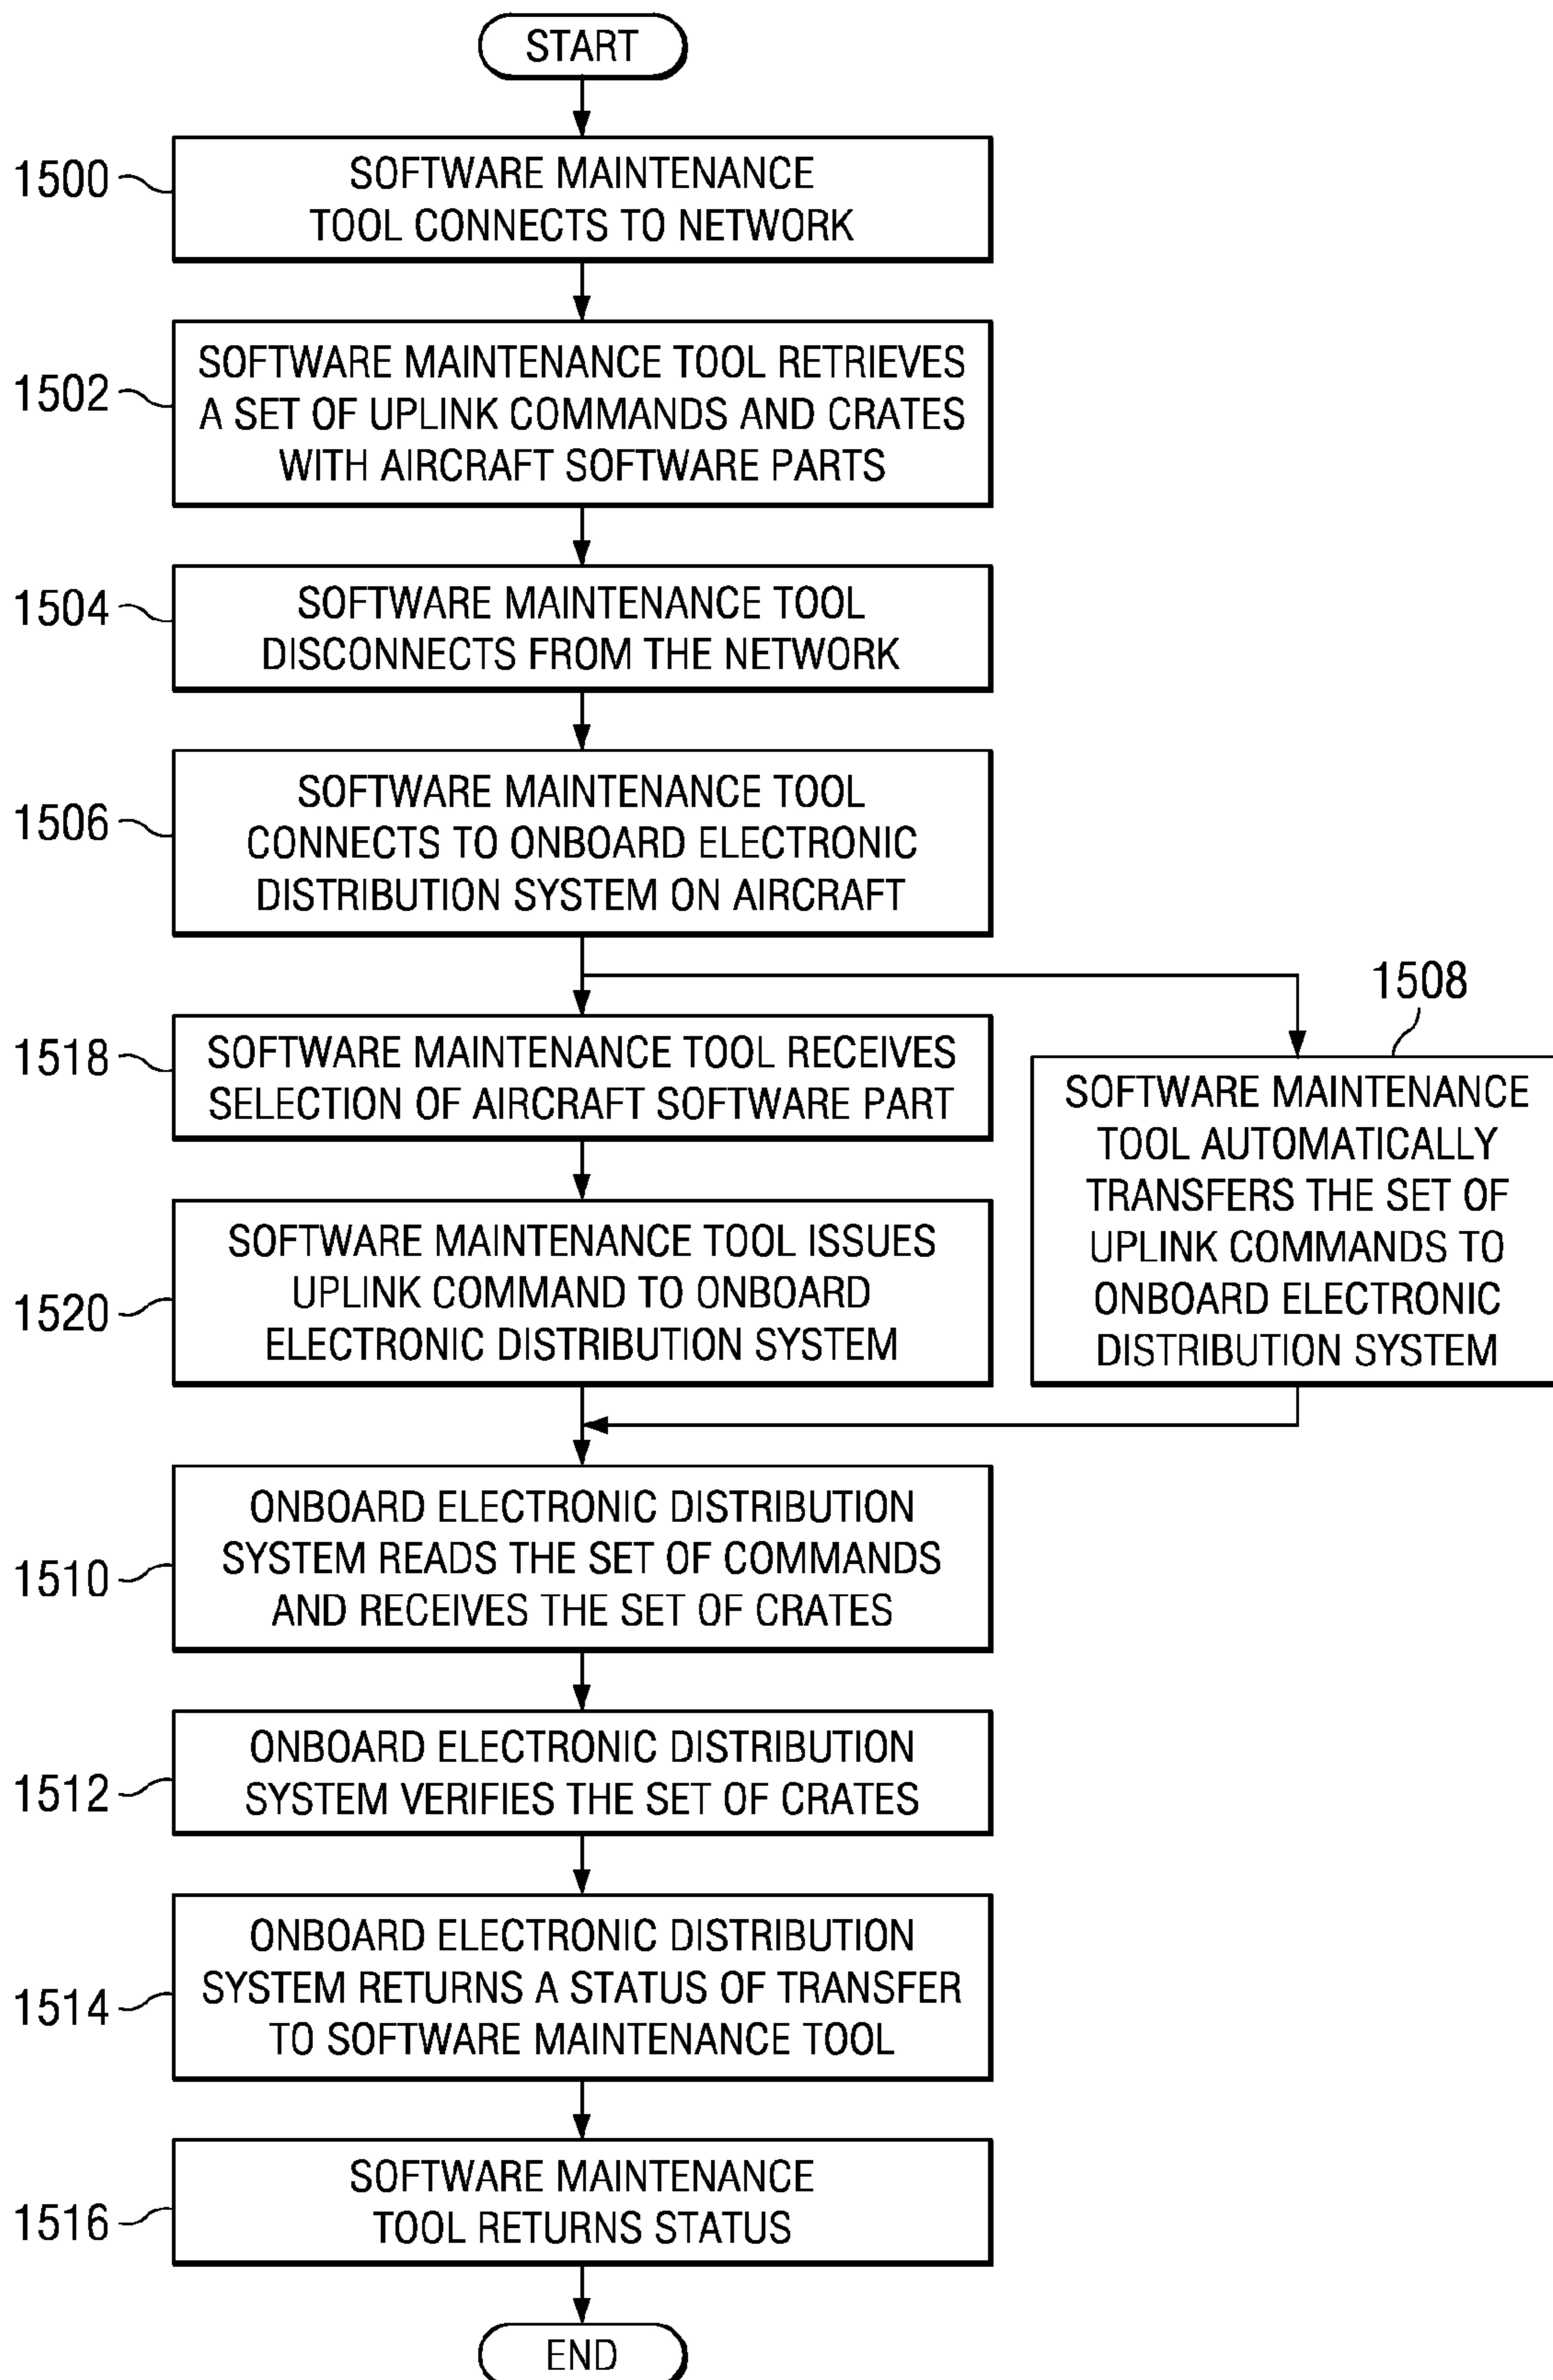 START
1500
SOFTWARE MAINTENANCE
TOOL CONNECTS TO NETWORK
1502
SOFTWARE MAINTENANCE TOOL RETRIEVES
A SET OF UPLINK COMMANDS AND CRATES
WITH AIRCRAFT SOFTWARE PARTS
1504
SOFTWARE MAINTENANCE TOOL
DISCONNECTS FROM THE NETWORK
1506
SOFTWARE MAINTENANCE TOOL
CONNECTS TO ONBOARD ELECTRONIC
DISTRIBUTION SYSTEM ON AIRCRAFT
1518
SOFTWARE MAINTENANCE TOOL RECEIVES
SELECTION OF AIRCRAFT SOFTWARE PART
1520
SOFTWARE MAINTENANCE TOOL ISSUES
UPLINK COMMAND TO ONBOARD
ELECTRONIC DISTRIBUTION SYSTEM
1508
SOFTWARE MAINTENANCE
TOOL AUTOMATICALLY
TRANSFERS THE SET OF
UPLINK COMMANDS TO
ONBOARD ELECTRONIC
DISTRIBUTION SYSTEM
1510
ONBOARD ELECTRONIC DISTRIBUTION
SYSTEM READS THE SET OF COMMANDS
AND RECEIVES THE SET OF CRATES
1512
ONBOARD ELECTRONIC DISTRIBUTION
SYSTEM VERIFIES THE SET OF CRATES
1514
ONBOARD ELECTRONIC DISTRIBUTION
SYSTEM RETURNS A STATUS OF TRANSFER
TO SOFTWARE MAINTENANCE TOOL
1516
SOFTWARE MAINTENANCE
TOOL RETURNS STATUS
END